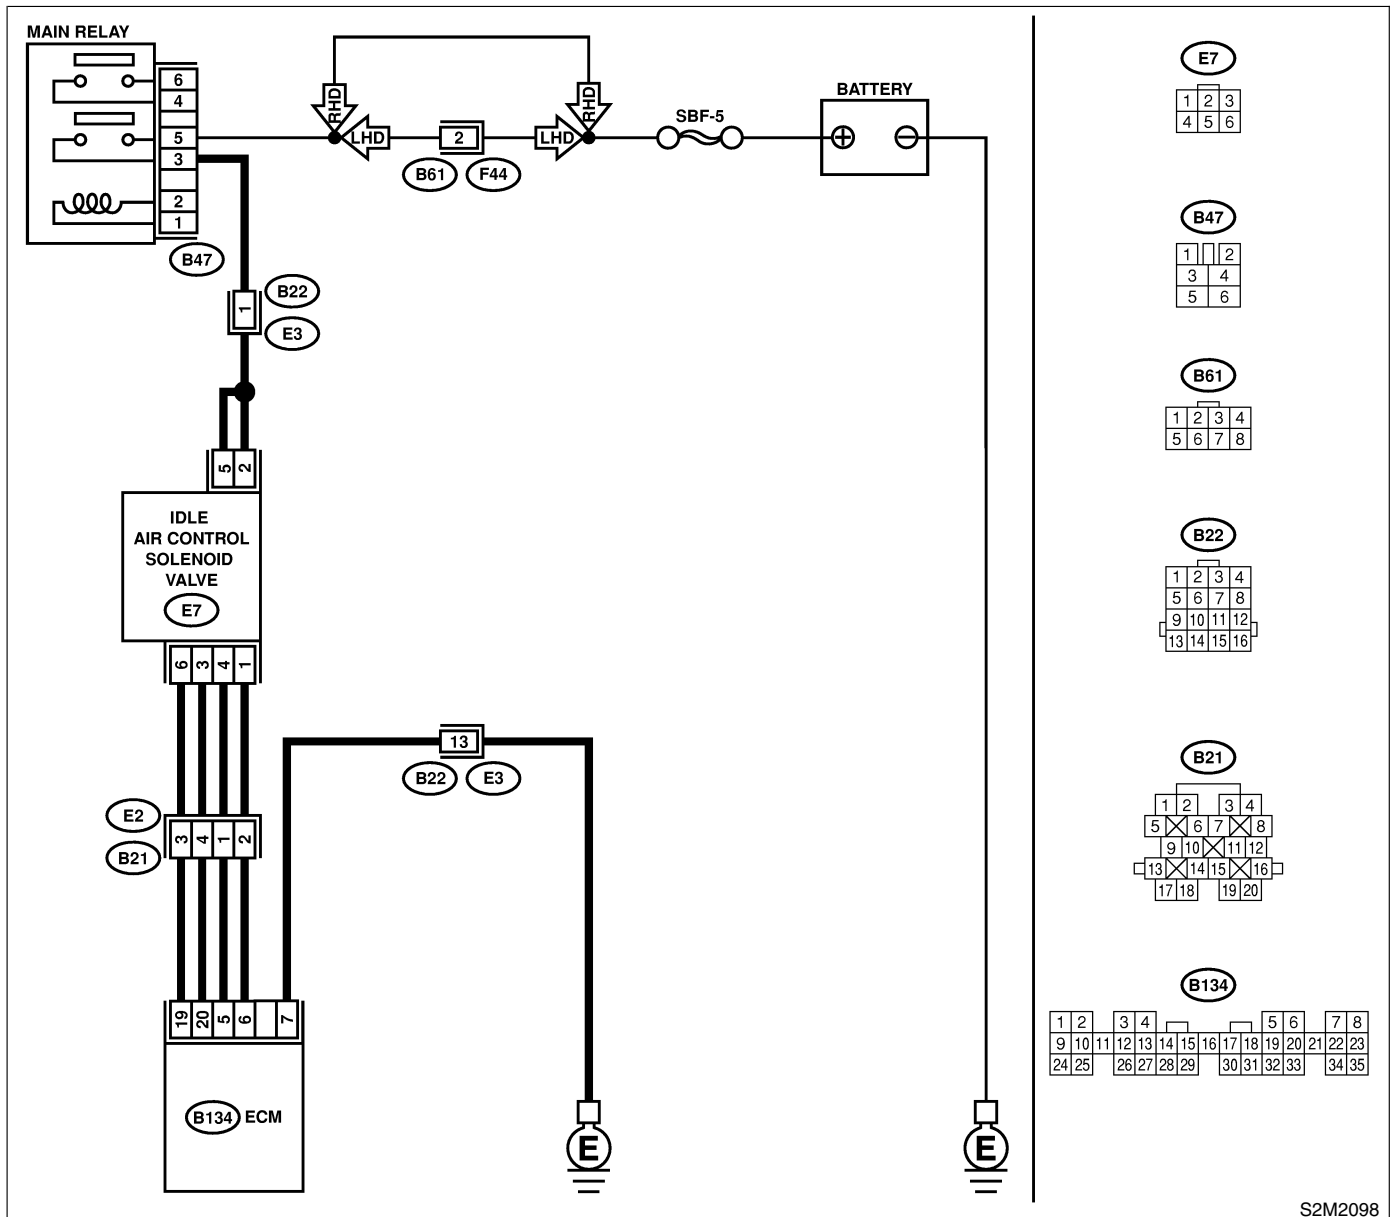 MAIN RELAY
6
4
5
3
2
1
B47
RHD
RHD
LHD
2
LHD
B61
F44
SBF-5
BATTERY
+
−
1
B22
E3
5 2
IDLE
AIR CONTROL
SOLENOID
VALVE
E7
6 3 4 1
E2
B21
3 4 1 2
13
B22
E3
19 20 5 6 7
B134 ECM
E
E
E7
1 2 3
4 5 6
B47
1 2
3 4
5 6
B61
1 2 3 4
5 6 7 8
B22
1 2 3 4
5 6 7 8
9 10 11 12
13 14 15 16
B21
1 2 3 4
5 6 7 8
9 10 11 12
13 14 15 16
17 18 19 20
B134
1 2 3 4 5 6 7 8
9 10 11 12 13 14 15 16 17 18 19 20 21 22 23
24 25 26 27 28 29 30 31 32 33 34 35
S2M2098